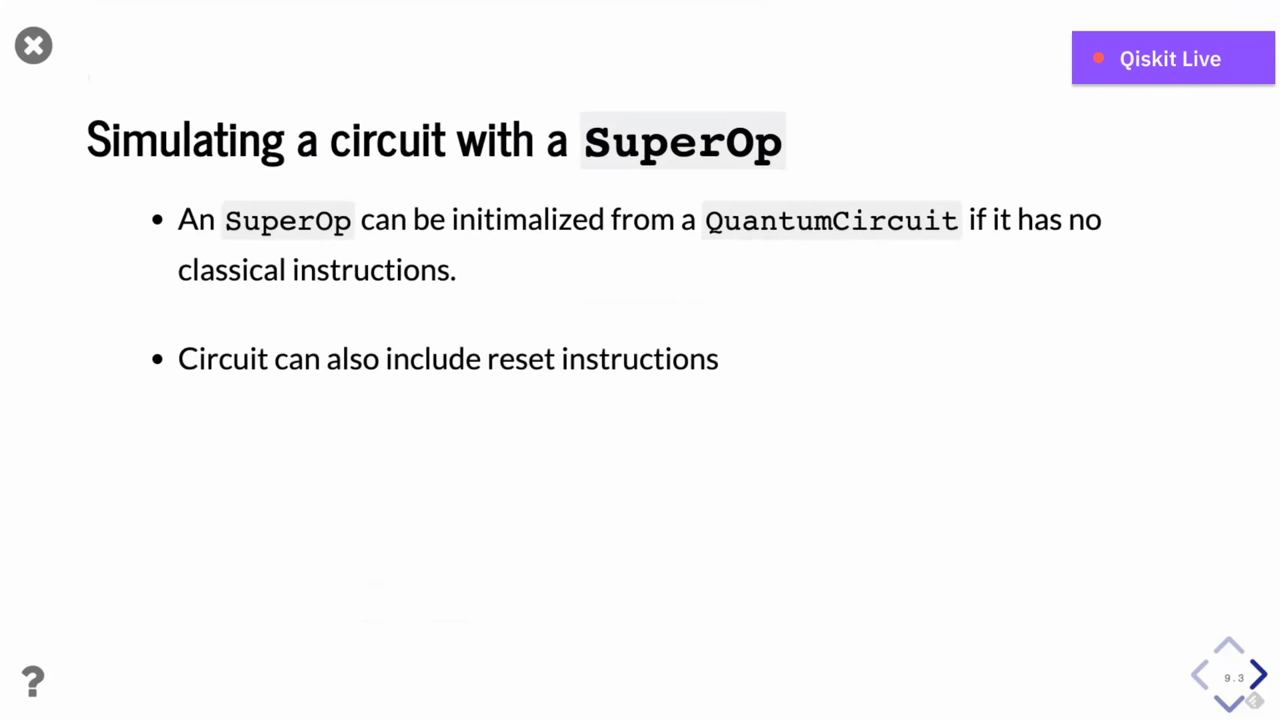 Qiskit Live
Simulating a circuit with a SuperOp
An SuperOp can be initimalized from a QuantumCircuit if it has no
classical instructions.
Circuit can also include reset instructions
?
9.3